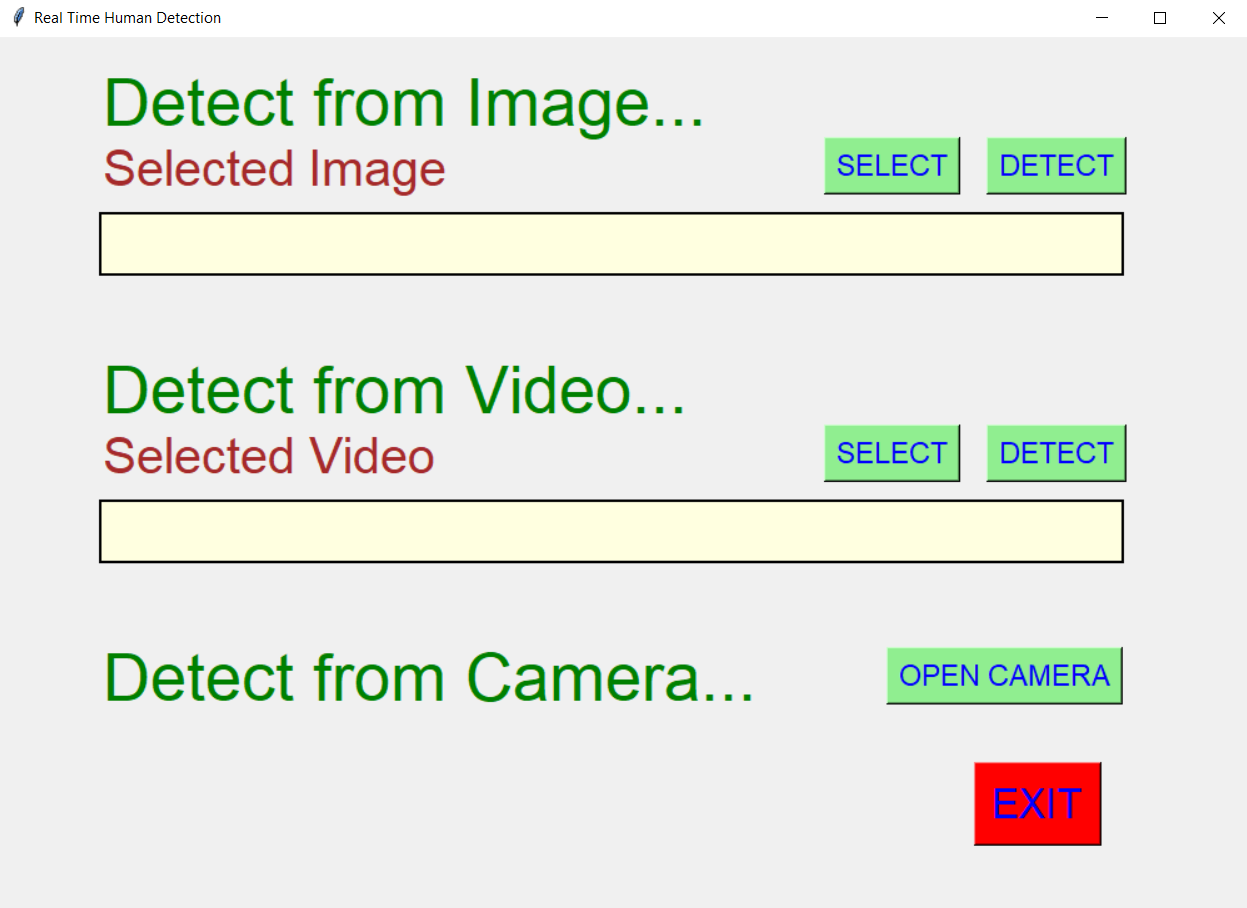 Real Time Human Detection
Detect from Image...
Selected Image
SELECT DETECT
Detect from Video...
Selected Video
SELECT DETECT
Detect from Camera...
OPEN CAMERA
EXIT